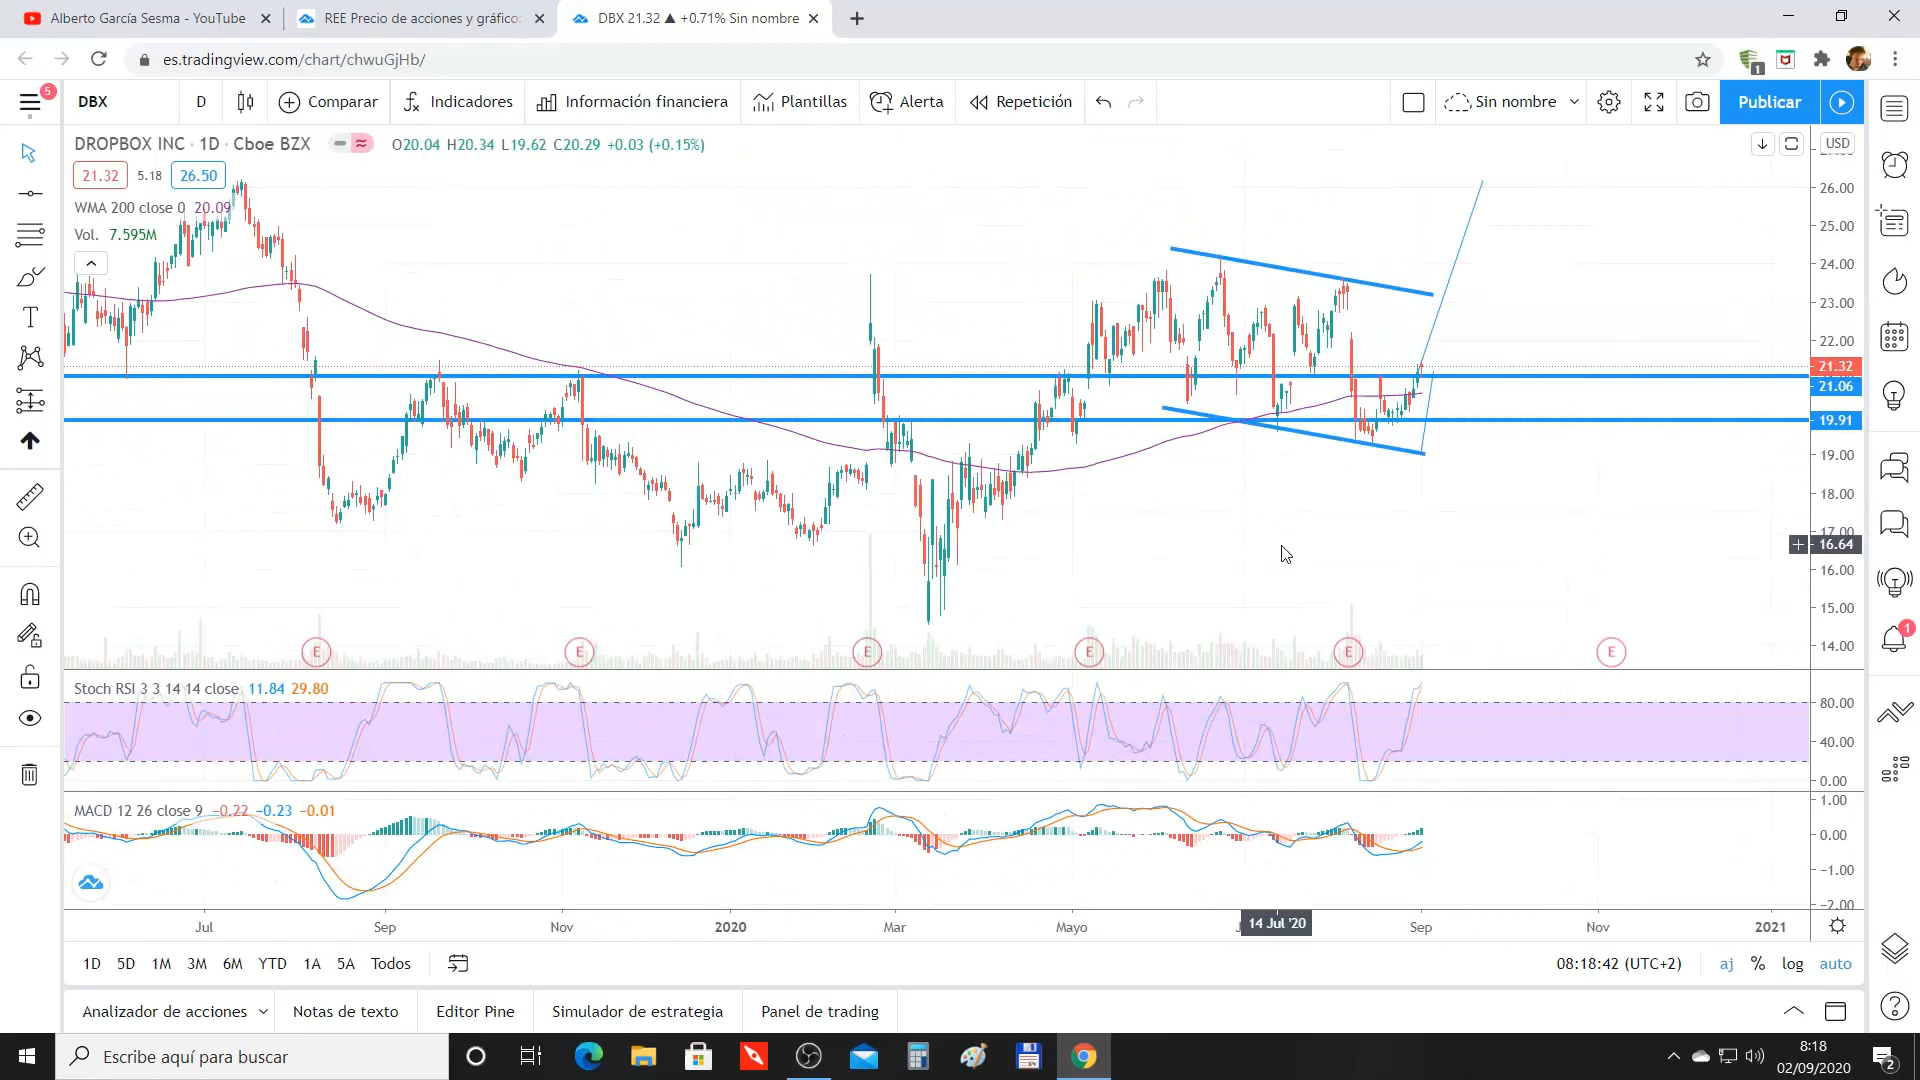 Alberto García Sesma - YouTube
REE Precio de acciones y gráfico
DBX 21.32 ▲ +0.71% Sin nombre
es.tradingview.com/chart/chwuGjHb/
1
5
DBX
D
Comparar
Indicadores
Información financiera
Plantillas
Alerta
Repetición
Sin nombre
Publicar
DROPBOX INC · 1D · Cboe BZX
O20.04 H20.34 L19.62 C20.29 +0.03 (+0.15%)
USD
21.32
5.18
26.50
WMA 200 close 0 20.09
Vol. 7.595M
26.00
25.00
24.00
23.00
22.00
21.32
21.06
19.91
19.00
18.00
17.00
16.64
16.00
15.00
14.00
E
E
E
E
E
E
1
Stoch RSI 3 3 14 14 close 11.84 29.80
80.00
40.00
0.00
MACD 12 26 close 9 −0.22 −0.23 −0.01
1.00
0.00
−1.00
−2.00
Jul
Sep
Nov
2020
Mar
Mayo
14 Jul '20
Sep
Nov
2021
1D
5D
1M
3M
6M
YTD
1A
5A
Todos
08:18:42 (UTC+2)
aj
%
log
auto
Analizador de acciones
Notas de texto
Editor Pine
Simulador de estrategia
Panel de trading
Escribe aquí para buscar
8:18
02/09/2020
2